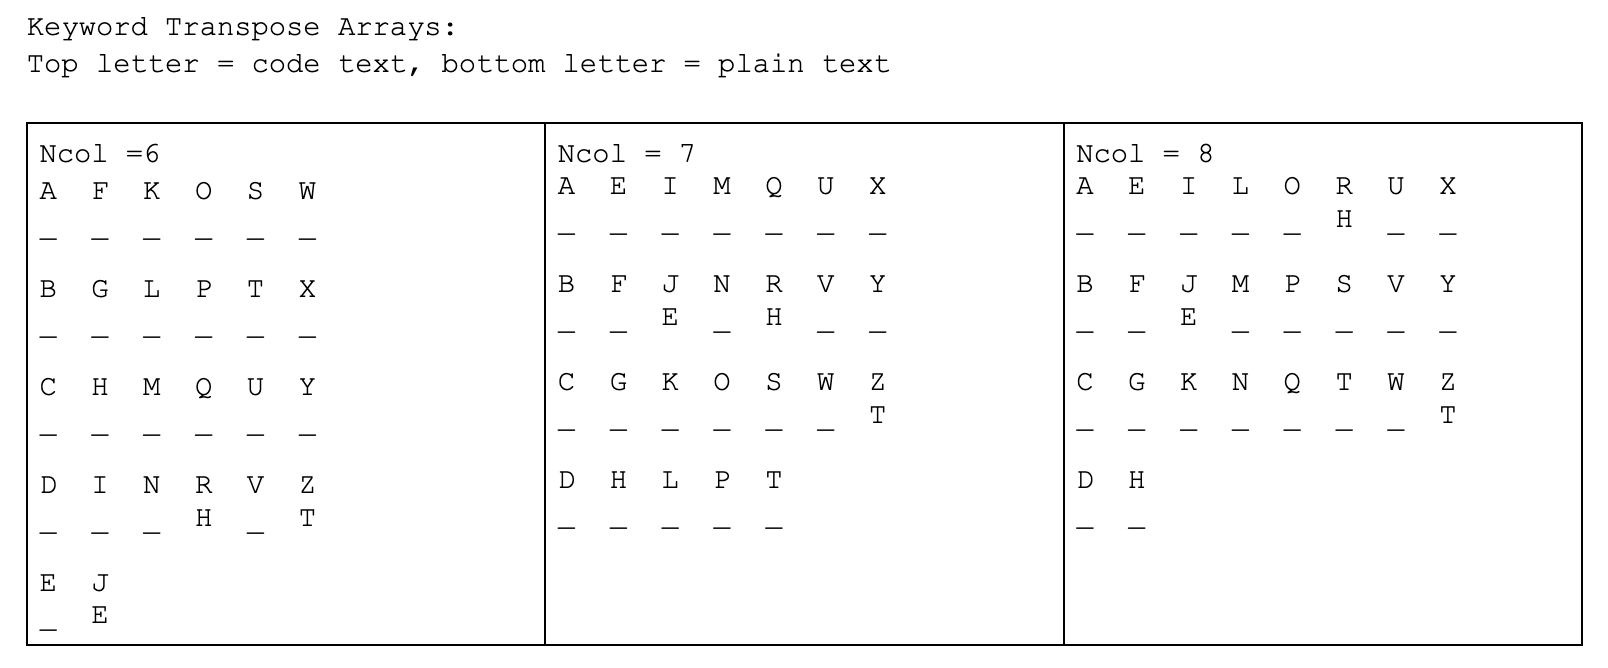 Keyword Transpose Arrays:
Top letter = code text, bottom letter = plain text
Ncol =6
A F K O S W
_ _ _ _ _ _
B G L P T X
_ _ _ _ _ _
C H M Q U Y
_ _ _ _ _ _
D I N R V Z
_ _ _ H _ T
E J
_ E
Ncol = 7
A E I M Q U X
_ _ _ _ _ _ _
B F J N R V Y
_ _ E _ H _ _
C G K O S W Z
_ _ _ _ _ _ T
D H L P T
_ _ _ _ _
Ncol = 8
A E I L O R U X
_ _ _ _ _ H _ _
B F J M P S V Y
_ _ E _ _ _ _ _
C G K N Q T W Z
_ _ _ _ _ _ _ T
D H
_ _